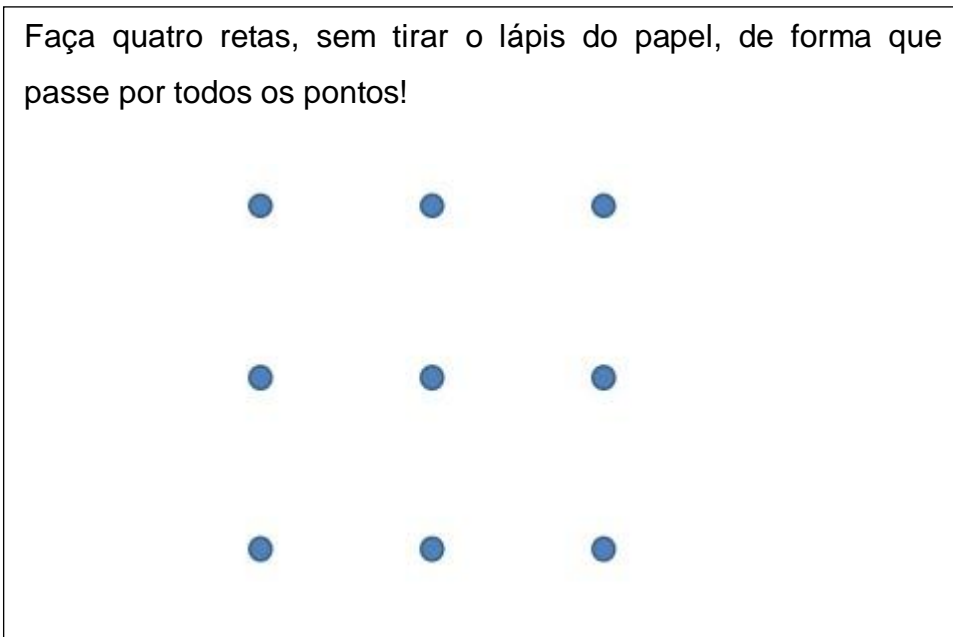 Faça quatro retas, sem tirar o lápis do papel, de forma que
passe por todos os pontos!